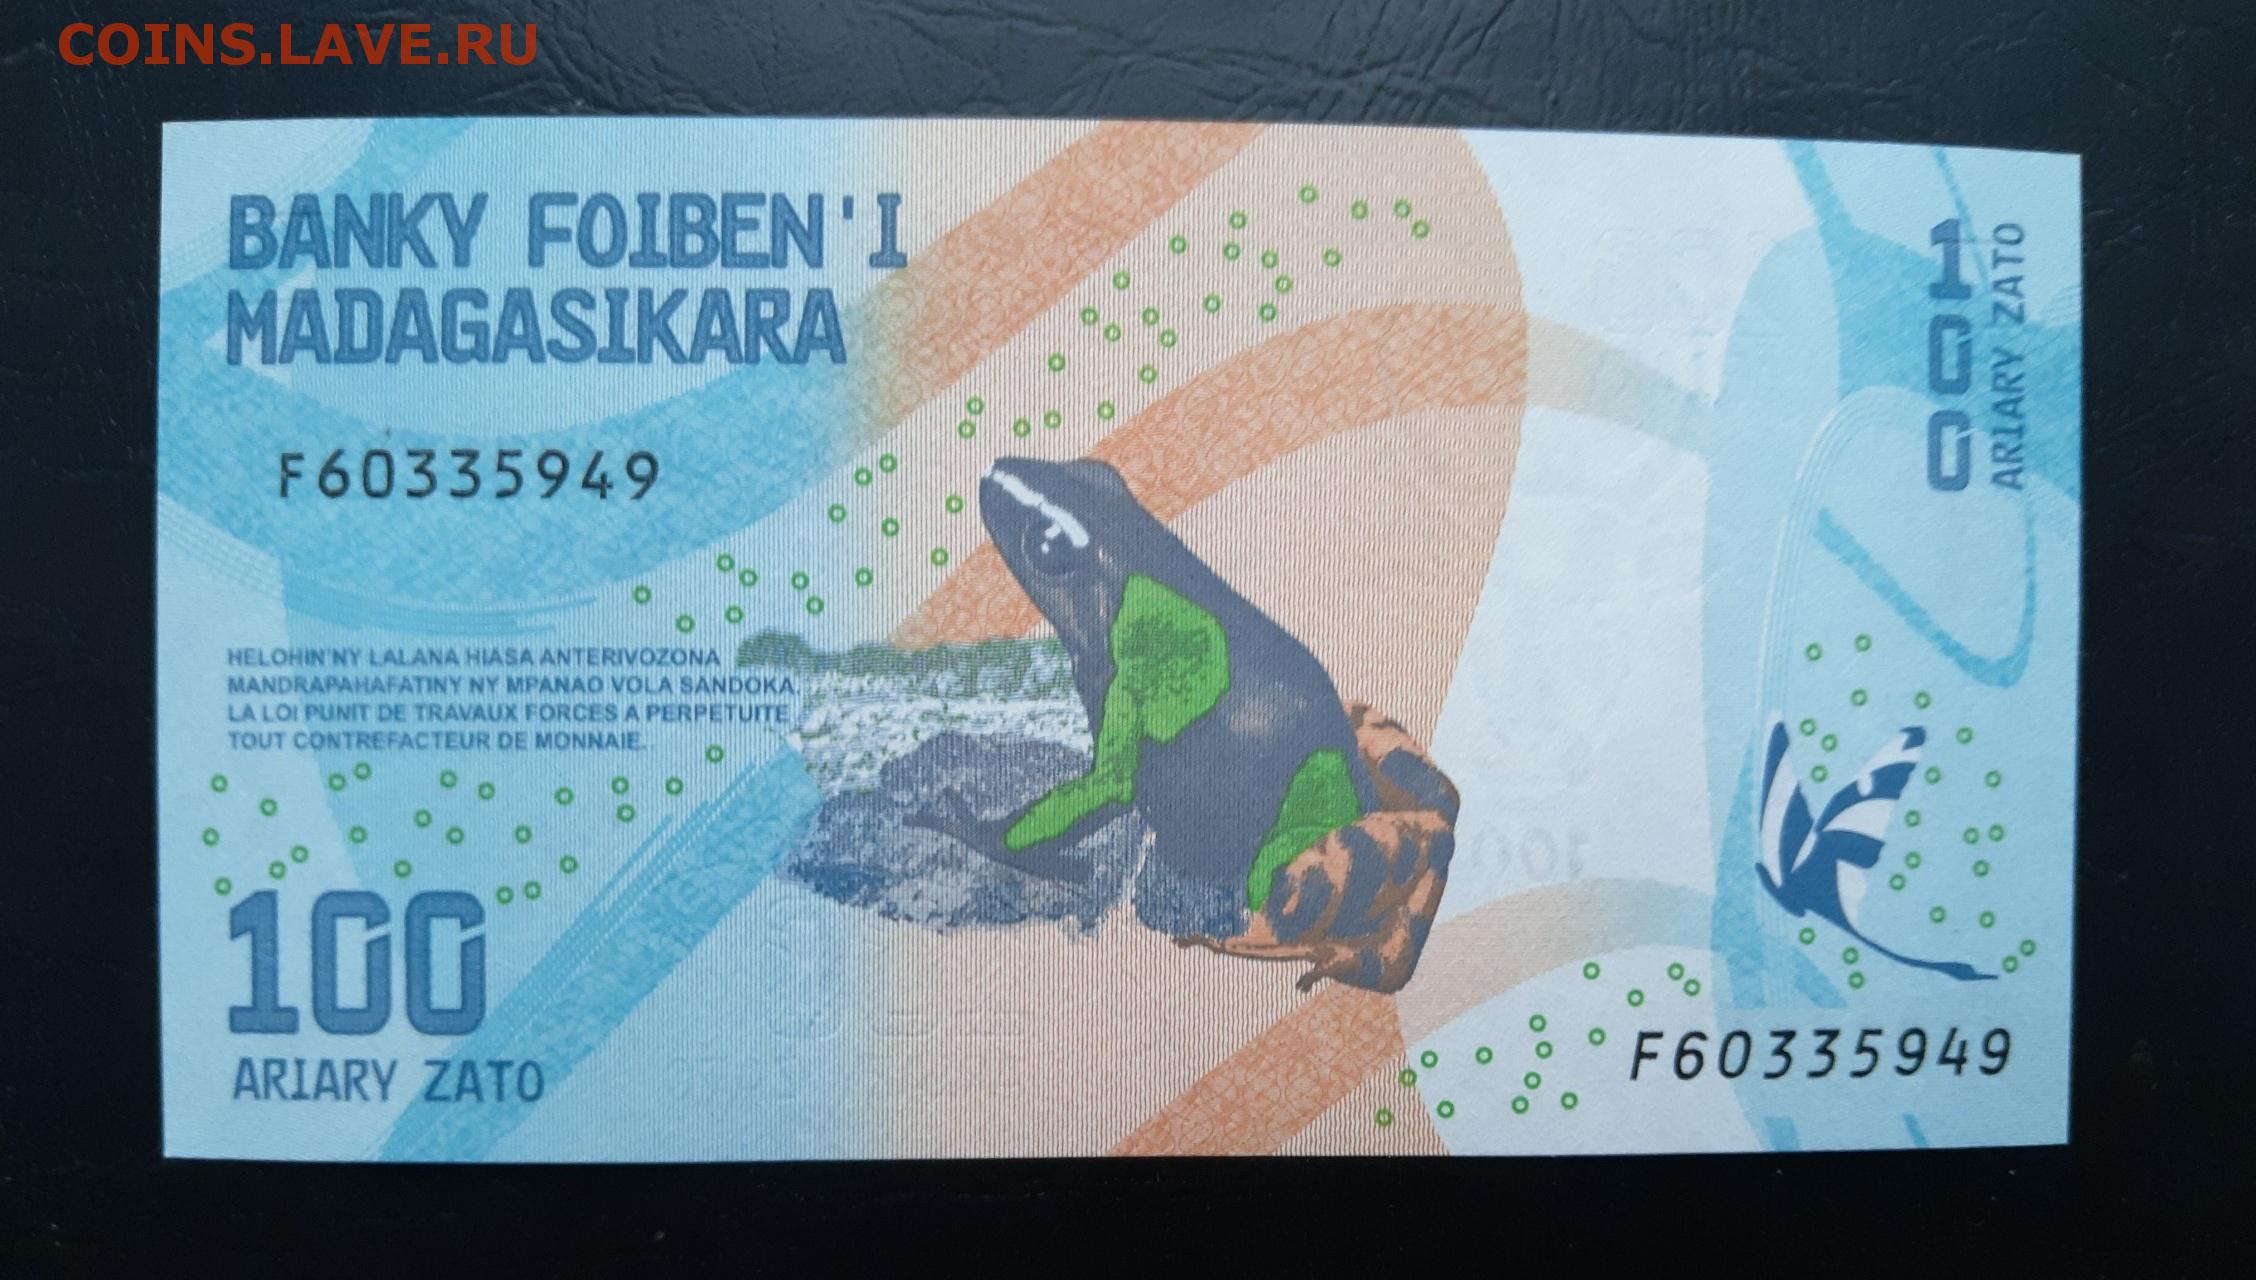 COINS.LAVE.RU
BANKY FOIBEN'I
MADAGASIKARA
F60335949
HELOHIN'NY LALANA HIASA ANTERIVOZONA
MANDRAPAHAFATINY NY MPANAO VOLA SANDOKA.
LA LOI PUNIT DE TRAVAUX FORCES A PERPETUITE
TOUT CONTREFACTEUR DE MONNAIE.
100
ARIARY ZATO
100
ARIARY ZATO
F60335949
100